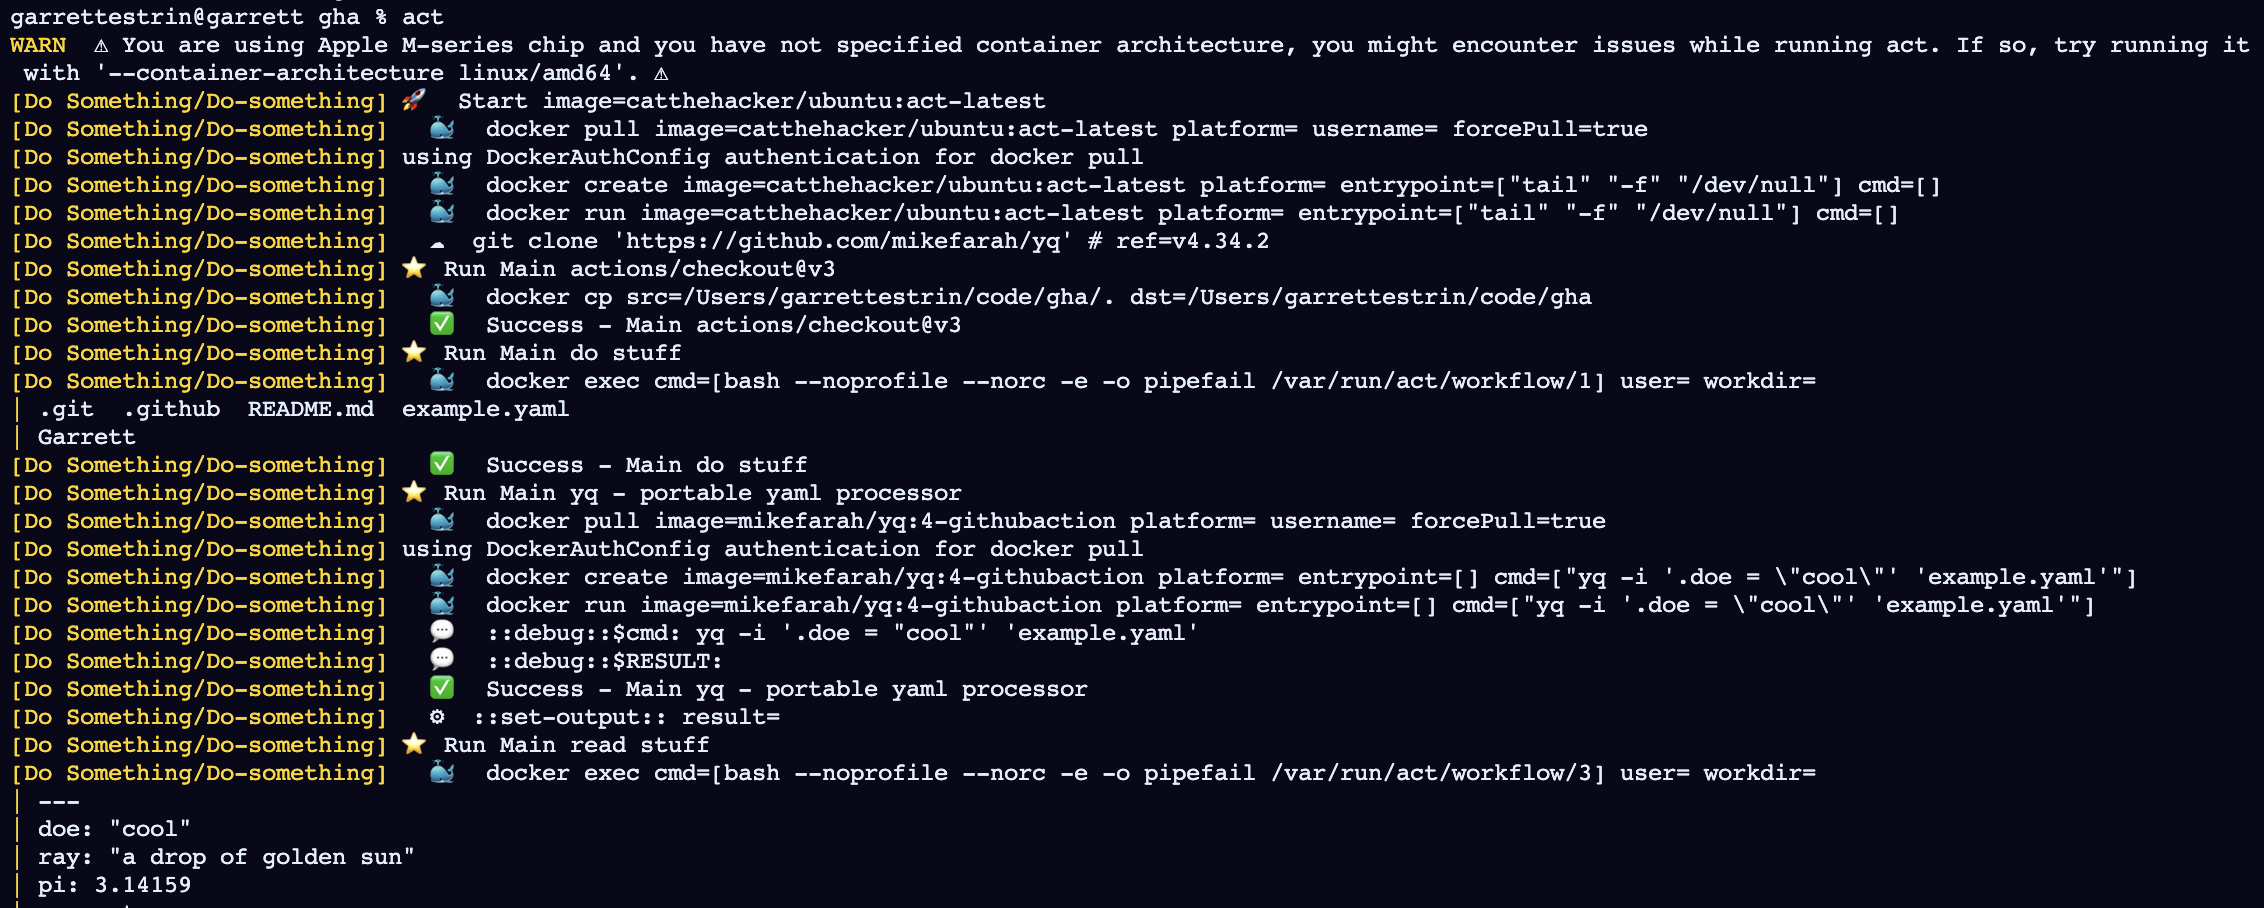 garrettestrin@garrett gha % act
WARN  ⚠ You are using Apple M-series chip and you have not specified container architecture, you might encounter issues while running act. If so, try running it
 with '--container-architecture linux/amd64'. ⚠
[Do Something/Do-something] 🚀  Start image=catthehacker/ubuntu:act-latest
[Do Something/Do-something]   🐳  docker pull image=catthehacker/ubuntu:act-latest platform= username= forcePull=true
[Do Something/Do-something] using DockerAuthConfig authentication for docker pull
[Do Something/Do-something]   🐳  docker create image=catthehacker/ubuntu:act-latest platform= entrypoint=["tail" "-f" "/dev/null"] cmd=[]
[Do Something/Do-something]   🐳  docker run image=catthehacker/ubuntu:act-latest platform= entrypoint=["tail" "-f" "/dev/null"] cmd=[]
[Do Something/Do-something]   ☁  git clone 'https://github.com/mikefarah/yq' # ref=v4.34.2
[Do Something/Do-something] ⭐ Run Main actions/checkout@v3
[Do Something/Do-something]   🐳  docker cp src=/Users/garrettestrin/code/gha/. dst=/Users/garrettestrin/code/gha
[Do Something/Do-something]   ✅  Success - Main actions/checkout@v3
[Do Something/Do-something] ⭐ Run Main do stuff
[Do Something/Do-something]   🐳  docker exec cmd=[bash --noprofile --norc -e -o pipefail /var/run/act/workflow/1] user= workdir=
| .git  .github  README.md  example.yaml
| Garrett
[Do Something/Do-something]   ✅  Success - Main do stuff
[Do Something/Do-something] ⭐ Run Main yq - portable yaml processor
[Do Something/Do-something]   🐳  docker pull image=mikefarah/yq:4-githubaction platform= username= forcePull=true
[Do Something/Do-something] using DockerAuthConfig authentication for docker pull
[Do Something/Do-something]   🐳  docker create image=mikefarah/yq:4-githubaction platform= entrypoint=[] cmd=["yq -i '.doe = \"cool\"' 'example.yaml'"]
[Do Something/Do-something]   🐳  docker run image=mikefarah/yq:4-githubaction platform= entrypoint=[] cmd=["yq -i '.doe = \"cool\"' 'example.yaml'"]
[Do Something/Do-something]   💬  ::debug::$cmd: yq -i '.doe = "cool"' 'example.yaml'
[Do Something/Do-something]   💬  ::debug::$RESULT:
[Do Something/Do-something]   ✅  Success - Main yq - portable yaml processor
[Do Something/Do-something]   ⚙  ::set-output:: result=
[Do Something/Do-something] ⭐ Run Main read stuff
[Do Something/Do-something]   🐳  docker exec cmd=[bash --noprofile --norc -e -o pipefail /var/run/act/workflow/3] user= workdir=
| ---
| doe: "cool"
| ray: "a drop of golden sun"
| pi: 3.14159